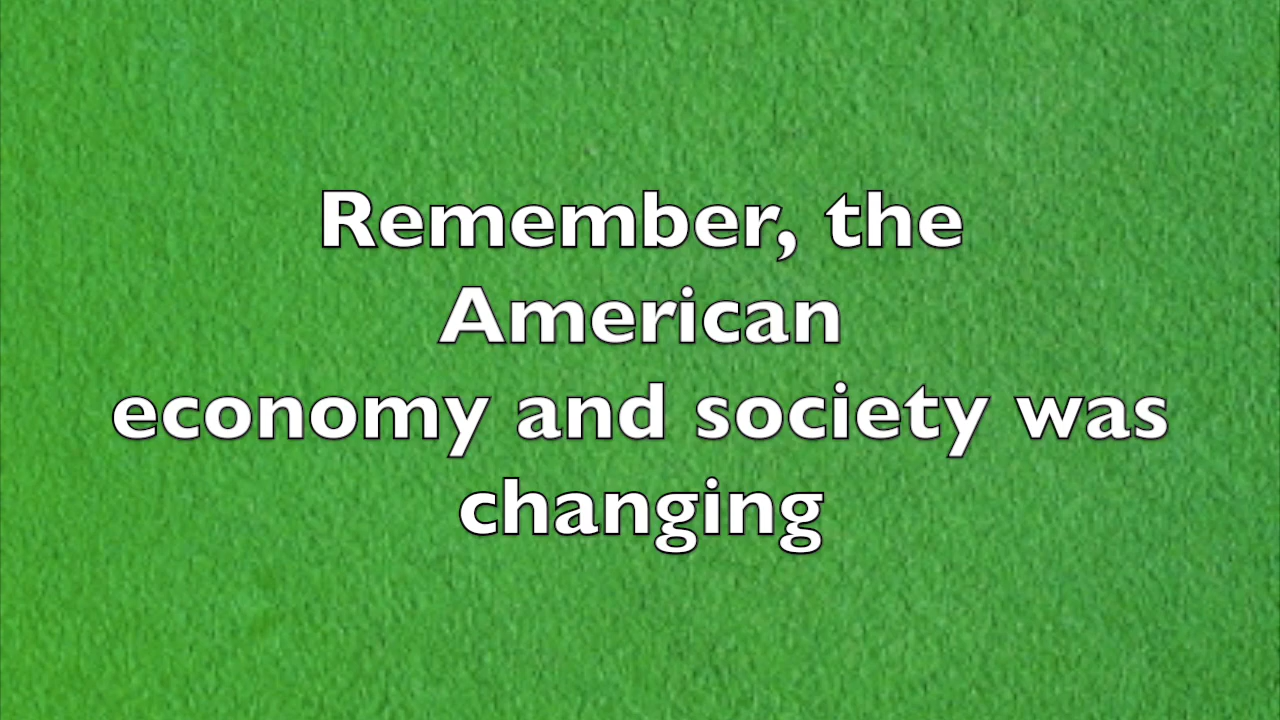 Remember, the
American
economy and society was
changing